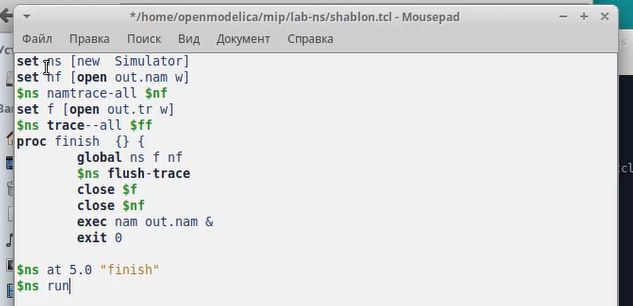 */home/openmodelica/mip/lab-ns/shablon.tcl - Mousepad
Файл Правка Поиск Вид Документ Справка
set ns [new  Simulator]
set nf [open out.nam w]
$ns namtrace-all $nf
set f [open out.tr w]
$ns trace--all $ff
proc finish  {} {
        global ns f nf
        $ns flush-trace
        close $f
        close $nf
        exec nam out.nam &
        exit 0
$ns at 5.0 "finish"
$ns run